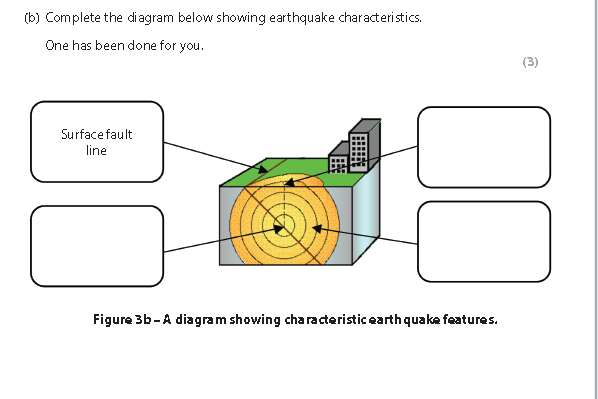 (b) Complete the diagram below showing earthquake characteristics.
One has been done for you.
(3)
Surface fault
line
Figure 3b – A diagram showing characteristic earthquake features.